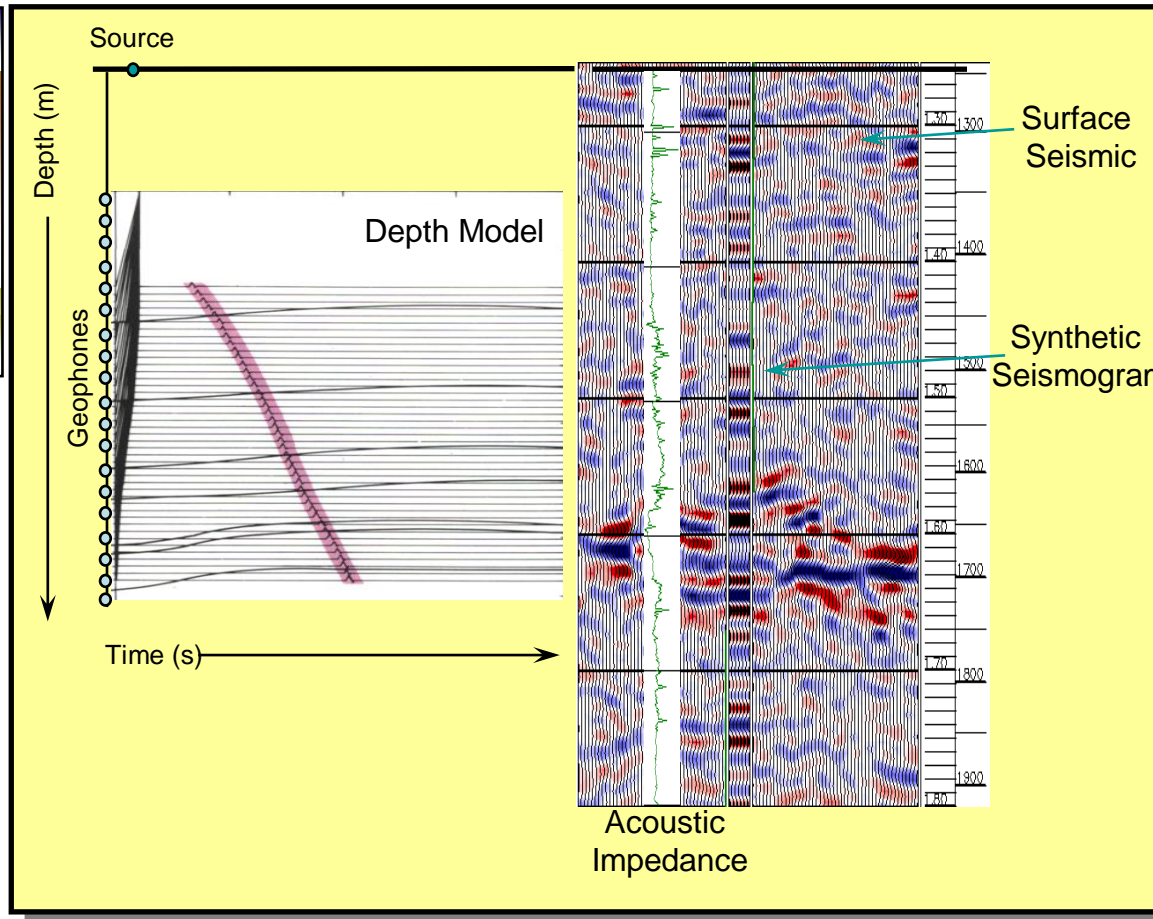 Source
Depth (m)
Geophones
Depth Model
Time (s)
Surface
Seismic
Synthetic
Seismogran
Acoustic
Impedance
1.30
1.40
1.50
1.60
1.70
1.80
1300
1400
1500
1600
1700
1800
1900